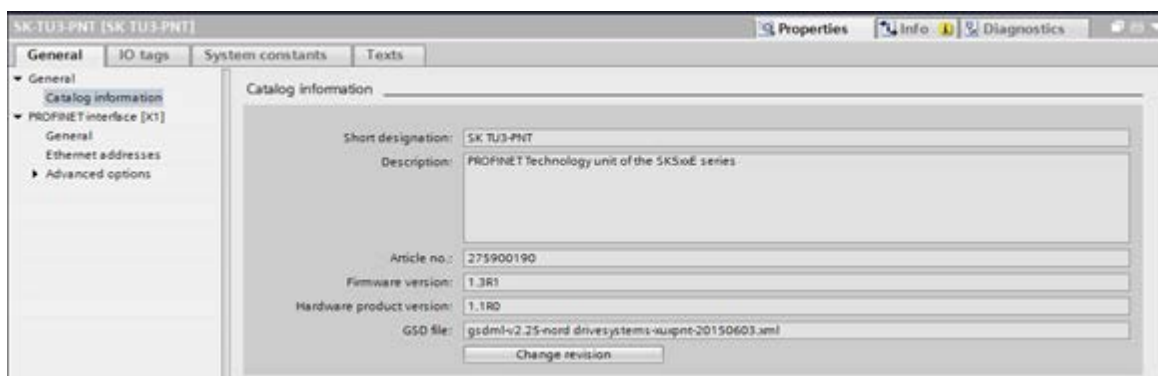 SK-TU3-PNT [SK TU3-PNT]
Properties
Info
Diagnostics
General
IO tags
System constants
Texts
General
Catalog information
PROFINET interface [X1]
General
Ethernet addresses
Advanced options
Catalog information
Short designation: SK TU3-PNT
Description: PROFINET Technology unit of the SK5xxE series
Article no.: 275900190
Firmware version: 1.3R1
Hardware product version: 1.1R0
GSD file: gsdml-v2.25-nord drivesystems-xuxpnt-20150603.xml
Change revision